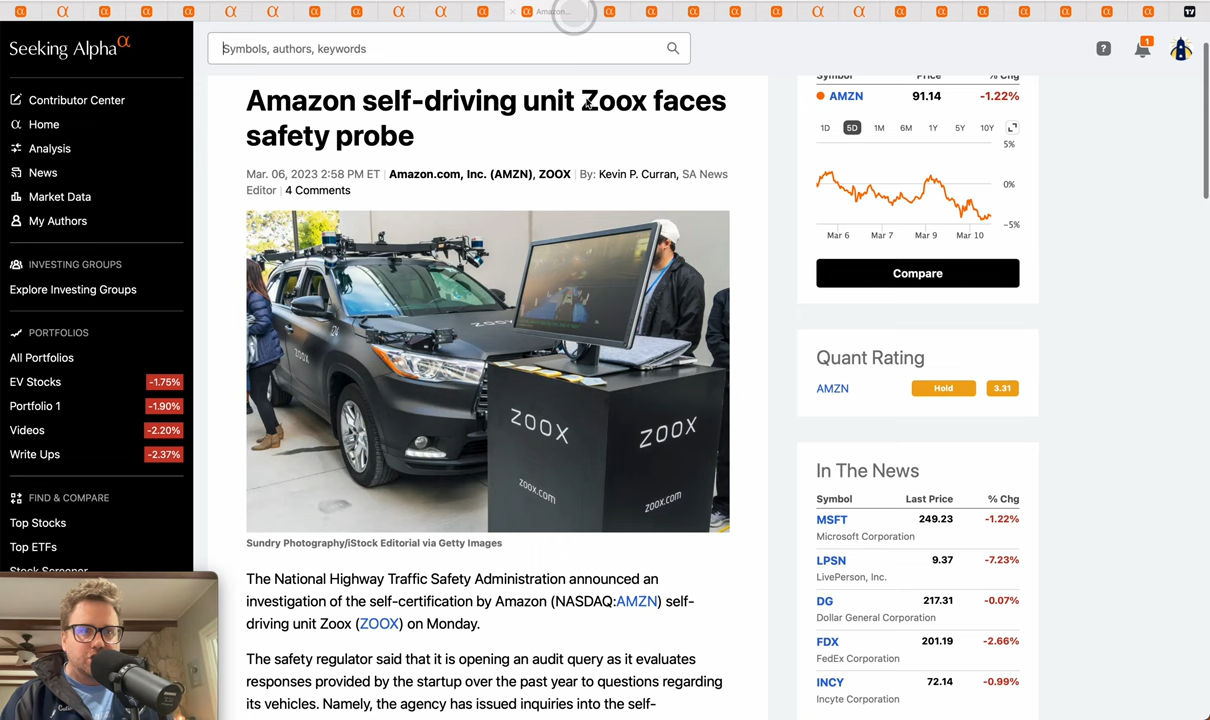 Amazon...
Seeking Alpha α
Symbols, authors, keywords
?
1
Contributor Center
Home
Analysis
News
Market Data
My Authors
INVESTING GROUPS
Explore Investing Groups
PORTFOLIOS
All Portfolios
EV Stocks -1.75%
Portfolio 1 -1.90%
Videos -2.20%
Write Ups -2.37%
FIND & COMPARE
Top Stocks
Top ETFs
Stock Screener
Amazon self-driving unit Zoox faces
safety probe
Mar. 06, 2023 2:58 PM ET | Amazon.com, Inc. (AMZN), ZOOX | By: Kevin P. Curran, SA News
Editor | 4 Comments
ZOOX
ZOOX
ZOOX
ZOOX
zoox.com
zoox.com
Sundry Photography/iStock Editorial via Getty Images
The National Highway Traffic Safety Administration announced an
investigation of the self-certification by Amazon (NASDAQ:AMZN) self-
driving unit Zoox (ZOOX) on Monday.
The safety regulator said that it is opening an audit query as it evaluates
responses provided by the startup over the past year to questions regarding
its vehicles. Namely, the agency has issued inquiries into the self-
Symbol Price % Chg
AMZN 91.14 -1.22%
1D 5D 1M 6M 1Y 5Y 10Y
5%
0%
-5%
Mar 6 Mar 7 Mar 9 Mar 10
Compare
Quant Rating
AMZN Hold 3.31
In The News
Symbol Last Price % Chg
MSFT 249.23 -1.22%
Microsoft Corporation
LPSN 9.37 -7.23%
LivePerson, Inc.
DG 217.31 -0.07%
Dollar General Corporation
FDX 201.19 -2.66%
FedEx Corporation
INCY 72.14 -0.99%
Incyte Corporation